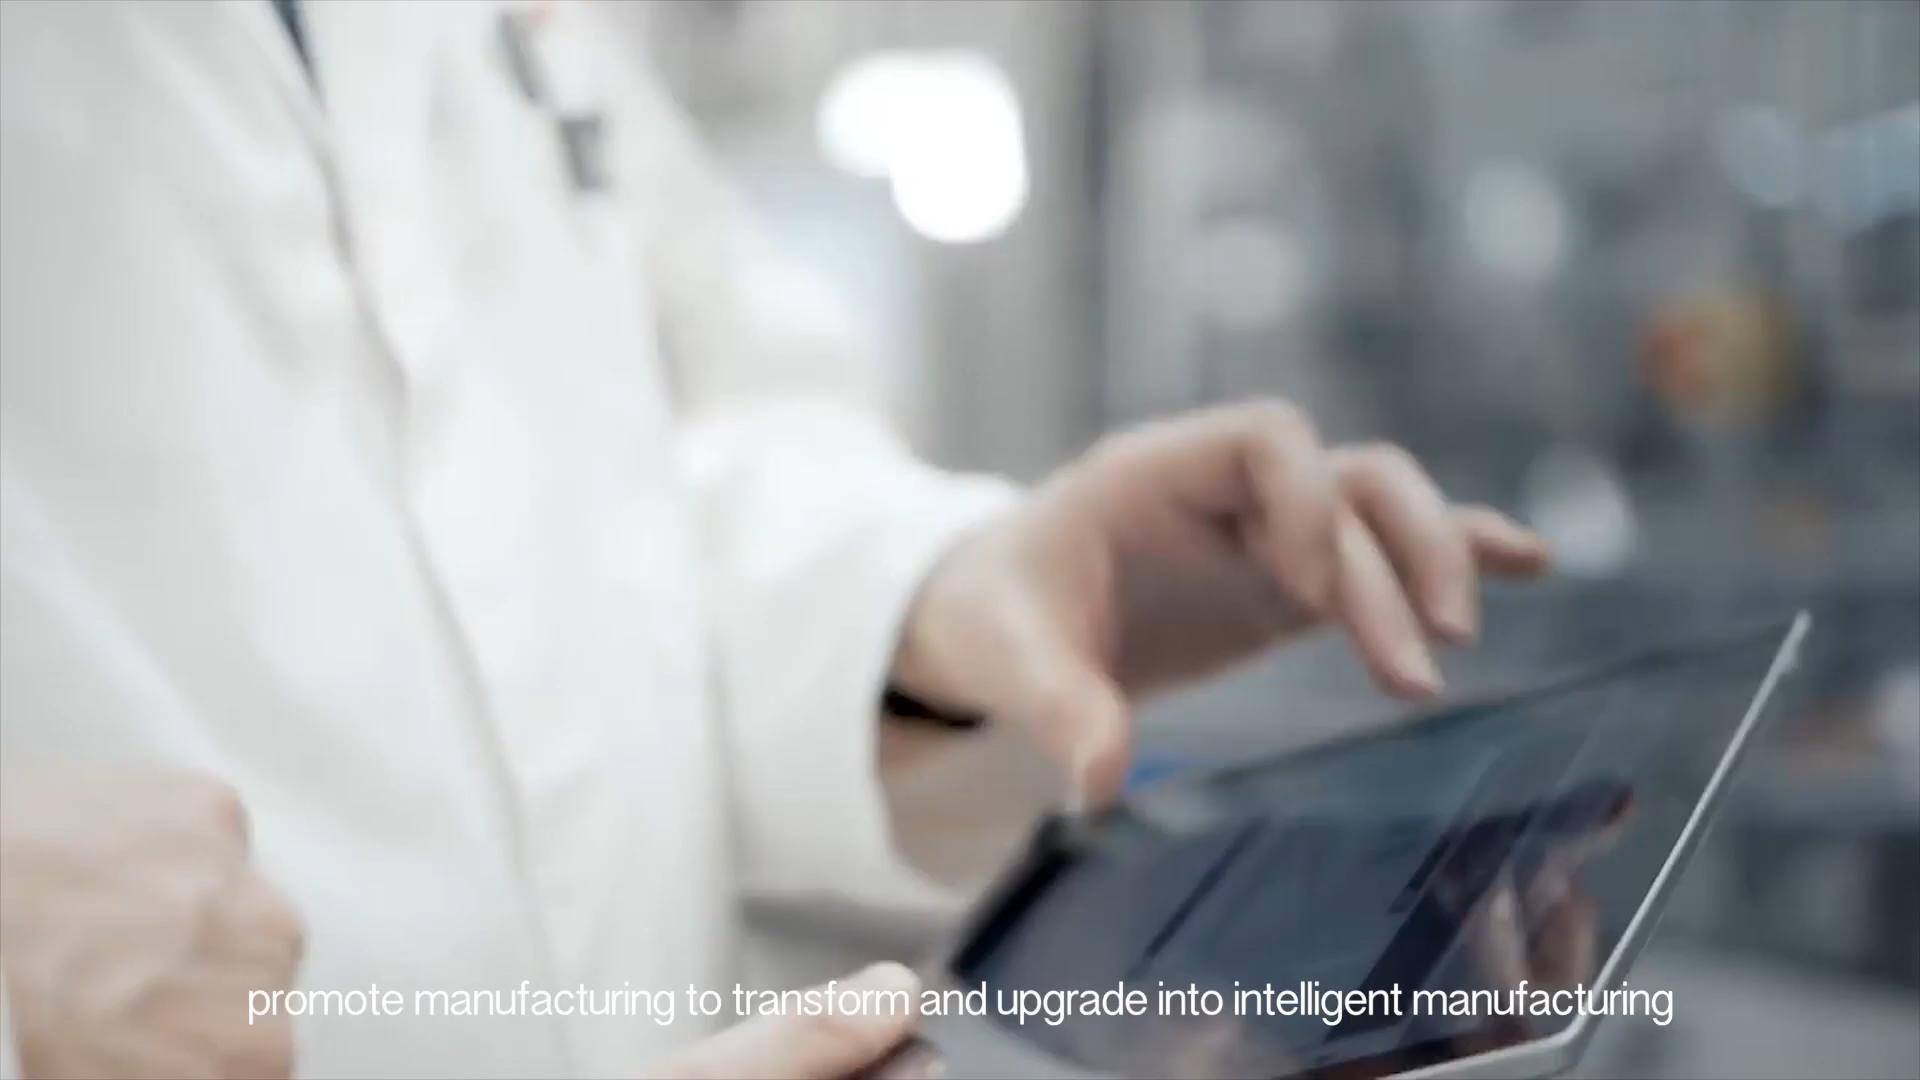 promote manufacturing to transform and upgrade into intelligent manufacturing